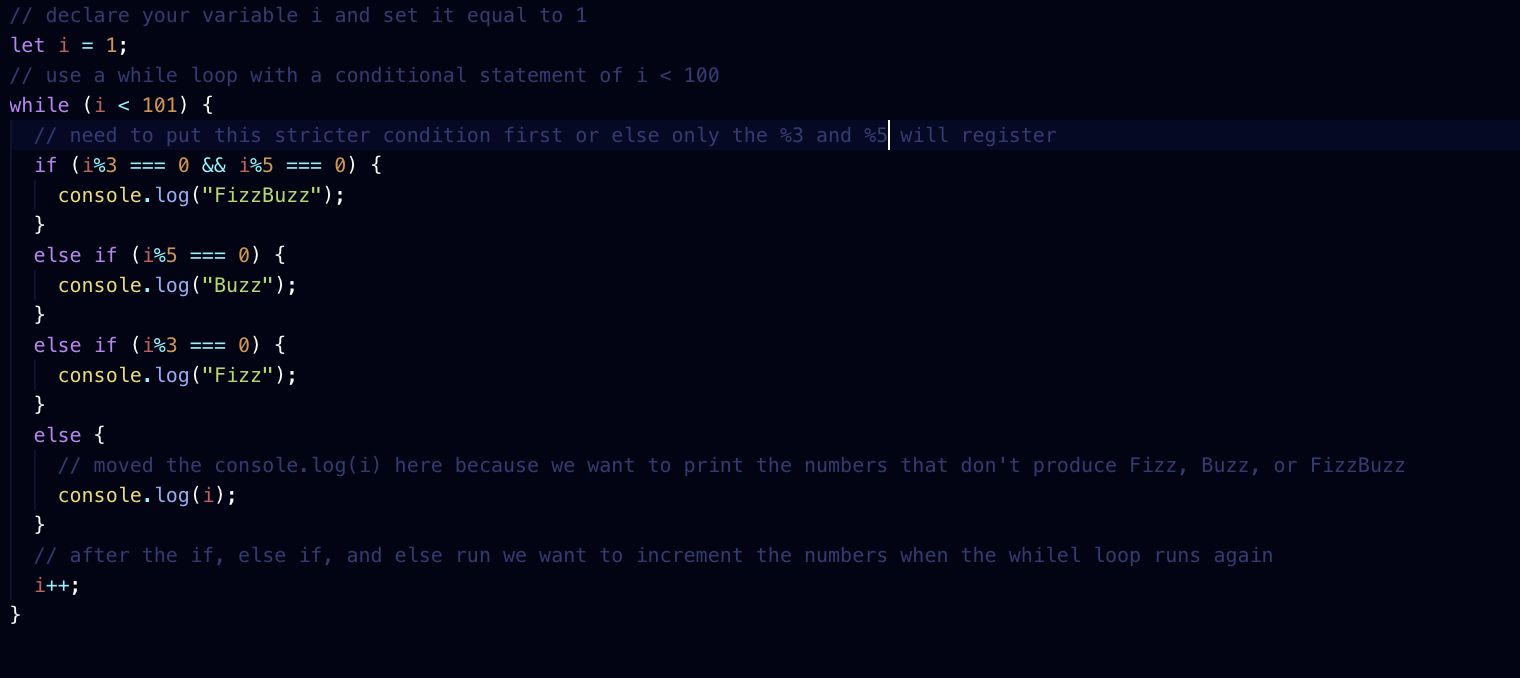 // declare your variable i and set it equal to 1
let i = 1;
// use a while loop with a conditional statement of i < 100
while (i < 101) {
  // need to put this stricter condition first or else only the %3 and %5 will register
  if (i%3 === 0 && i%5 === 0) {
    console.log("FizzBuzz");
  }
  else if (i%5 === 0) {
    console.log("Buzz");
  }
  else if (i%3 === 0) {
    console.log("Fizz");
  }
  else {
    // moved the console.log(i) here because we want to print the numbers that don't produce Fizz, Buzz, or FizzBuzz
    console.log(i);
  }
  // after the if, else if, and else run we want to increment the numbers when the whilel loop runs again
  i++;
}